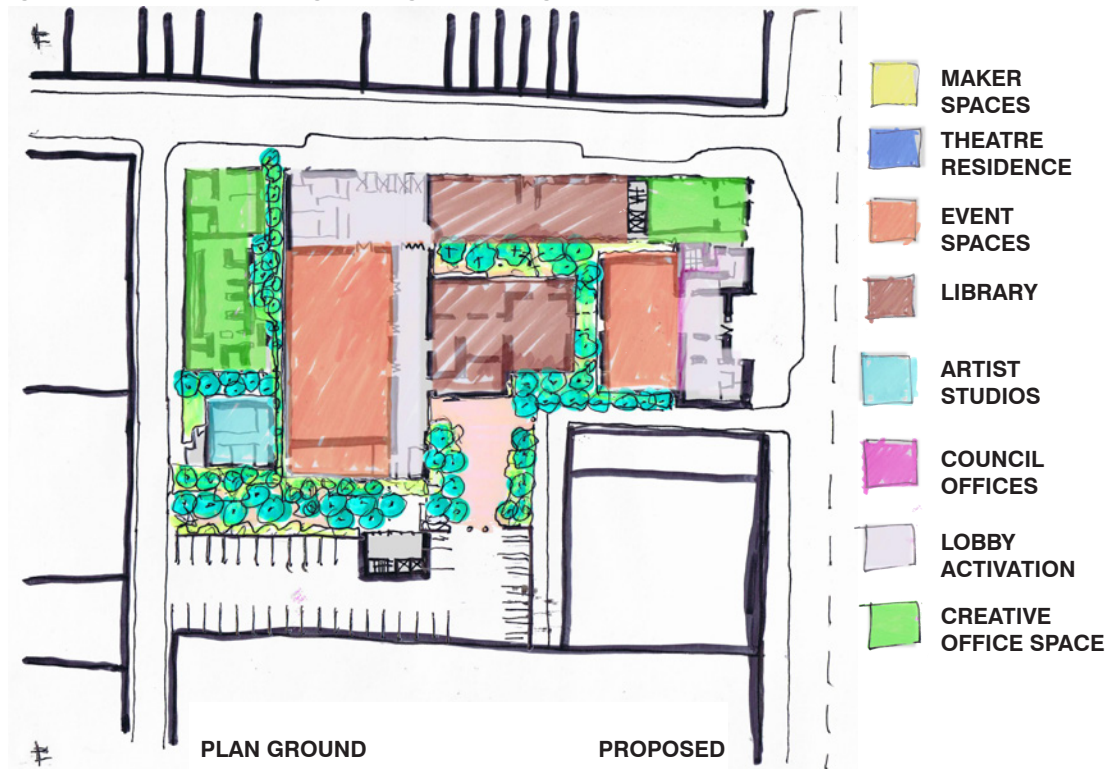 MAKER
SPACES
THEATRE
RESIDENCE
EVENT
SPACES
LIBRARY
ARTIST
STUDIOS
COUNCIL
OFFICES
LOBBY
ACTIVATION
CREATIVE
OFFICE SPACE
PLAN GROUND
PROPOSED